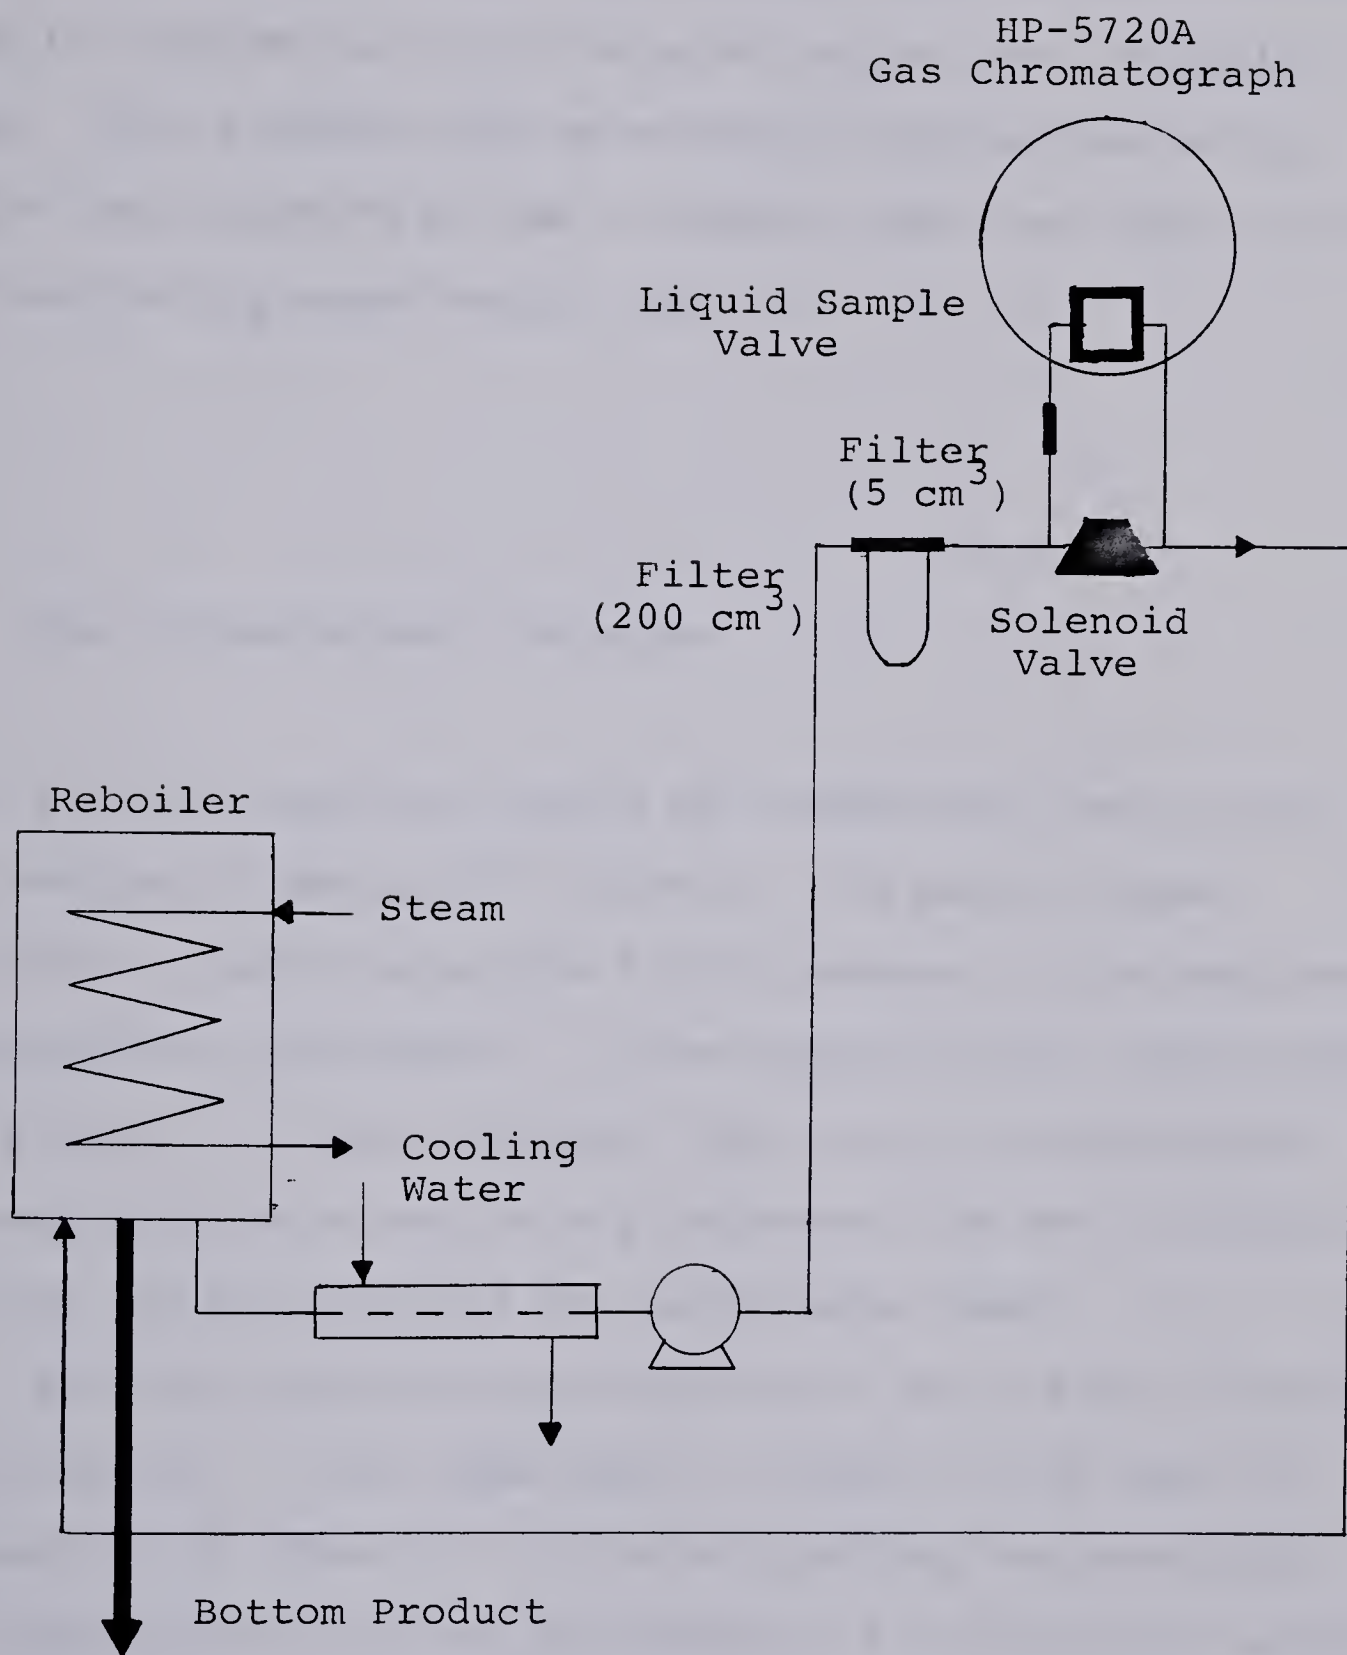 HP-5720A
Gas Chromatograph
Liquid Sample
Valve
Filter
(5 cm³)
Filter
(200 cm³)
Solenoid
Valve
Reboiler
Steam
Cooling
Water
Bottom Product